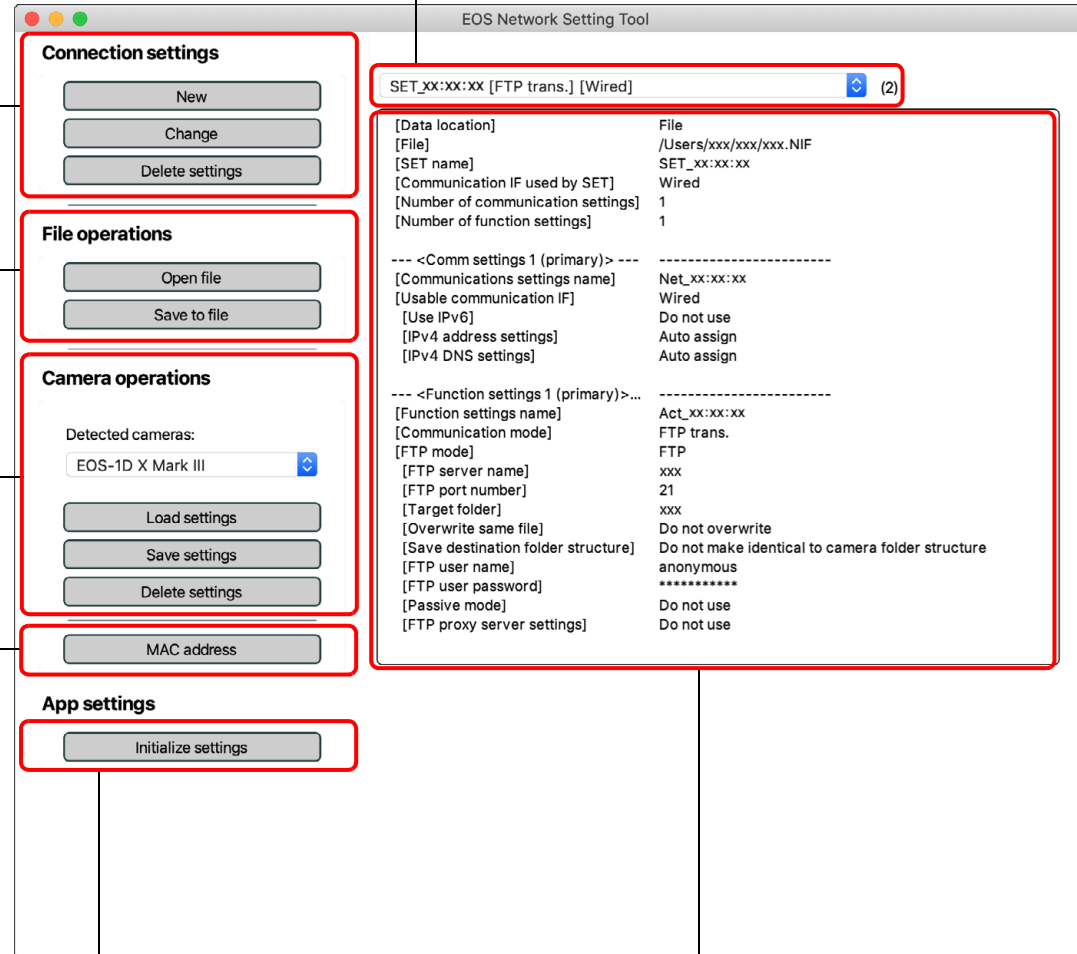 EOS Network Setting Tool
Connection settings
New
Change
Delete settings
File operations
Open file
Save to file
Camera operations
Detected cameras:
EOS-1D X Mark III
Load settings
Save settings
Delete settings
MAC address
App settings
Initialize settings
SET_xx:xx:xx [FTP trans.] [Wired] (2)
[Data location] File
[File] /Users/xxx/xxx/xxx.NIF
[SET name] SET_xx:xx:xx
[Communication IF used by SET] Wired
[Number of communication settings] 1
[Number of function settings] 1
--- <Comm settings 1 (primary)> --- ------------------------
[Communications settings name] Net_xx:xx:xx
[Usable communication IF] Wired
[Use IPv6] Do not use
[IPv4 address settings] Auto assign
[IPv4 DNS settings] Auto assign
--- <Function settings 1 (primary)>... ------------------------
[Function settings name] Act_xx:xx:xx
[Communication mode] FTP trans.
[FTP mode] FTP
[FTP server name] xxx
[FTP port number] 21
[Target folder] xxx
[Overwrite same file] Do not overwrite
[Save destination folder structure] Do not make identical to camera folder structure
[FTP user name] anonymous
[FTP user password] ***********
[Passive mode] Do not use
[FTP proxy server settings] Do not use